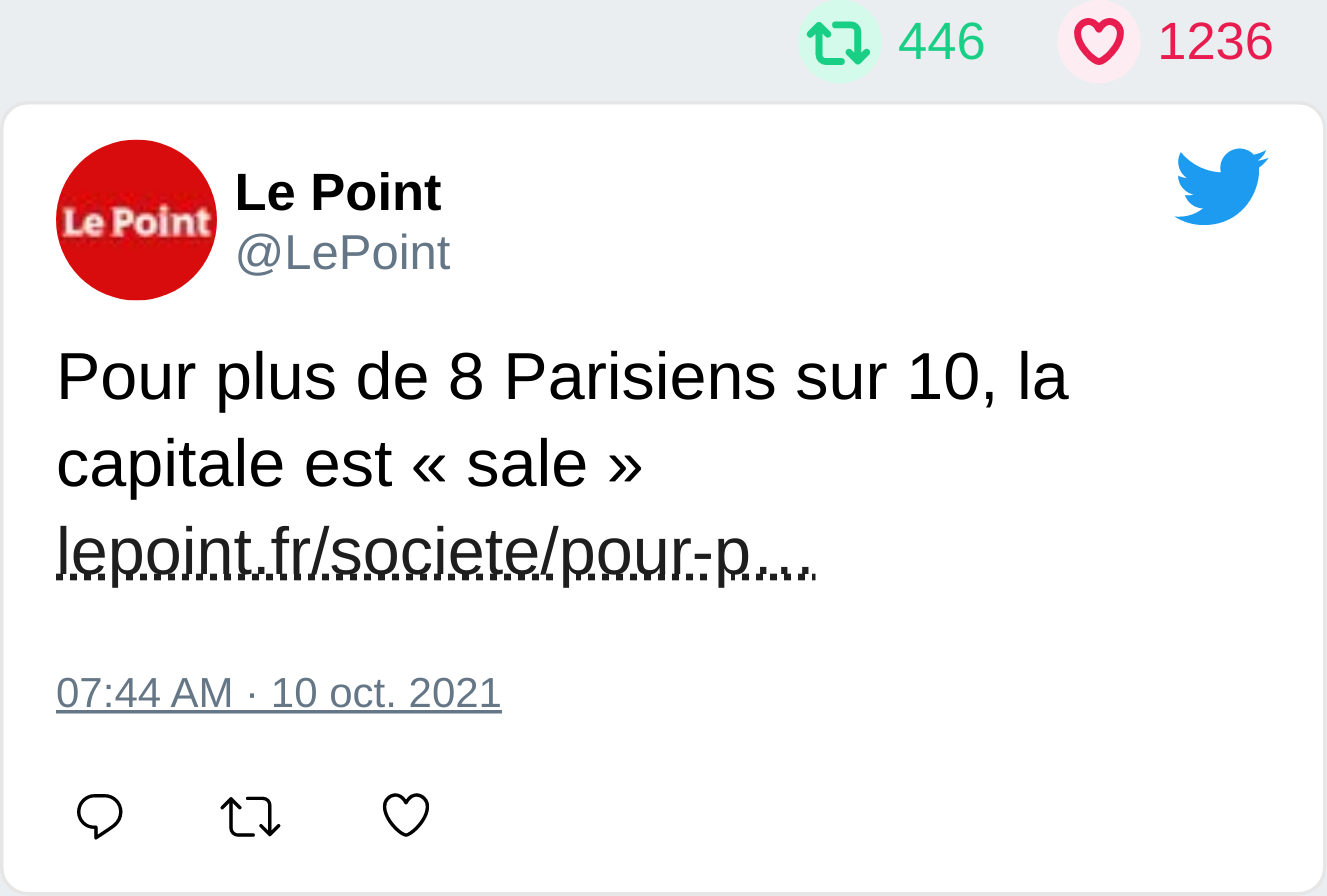 446 1236
Le Point
Le Point
@LePoint
Pour plus de 8 Parisiens sur 10, la
capitale est « sale »
lepoint.fr/societe/pour-p…
07:44 AM · 10 oct. 2021